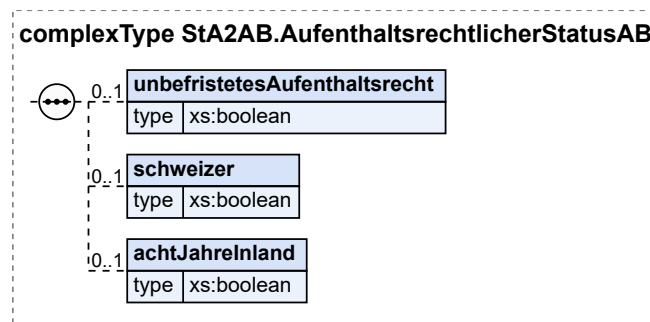 complexType StA2AB.AufenthaltsrechtlicherStatusAB
0..1 unbefristetesAufenthaltsrecht
type xs:boolean
0..1 schweizer
type xs:boolean
0..1 achtJahreInland
type xs:boolean